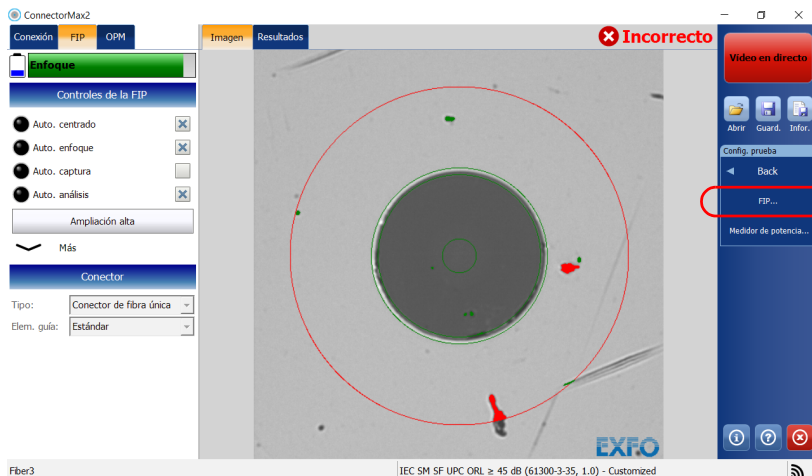 ConnectorMax2
Conexión FIP OPM
Enfoque
Controles de la FIP
Auto. centrado
Auto. enfoque
Auto. captura
Auto. análisis
Ampliación alta
Más
Conector
Tipo: Conector de fibra única
Elem. guía: Estándar
Imagen Resultados
Incorrecto
EXFO
Vídeo en directo
Abrir Guard. Infor.
Config. prueba
Back
FIP...
Medidor de potencia...
Fiber3
IEC SM SF UPC ORL ≥ 45 dB (61300-3-35, 1.0) - Customized